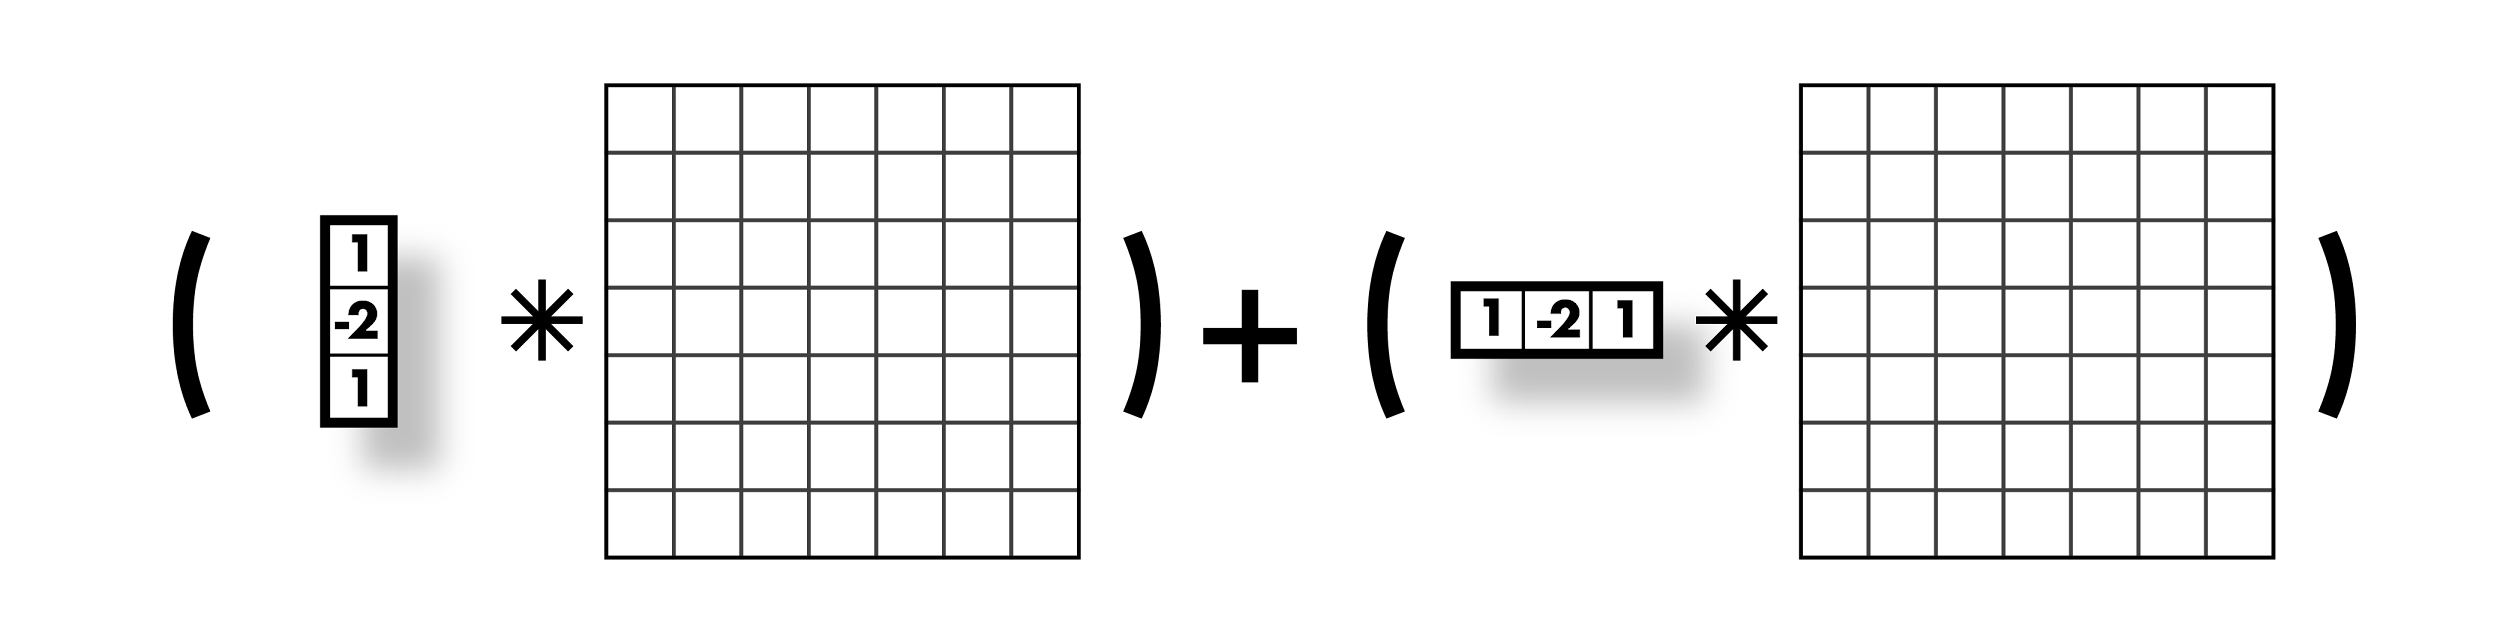 ( 1 -2 1 * ) + ( 1 -2 1 * )